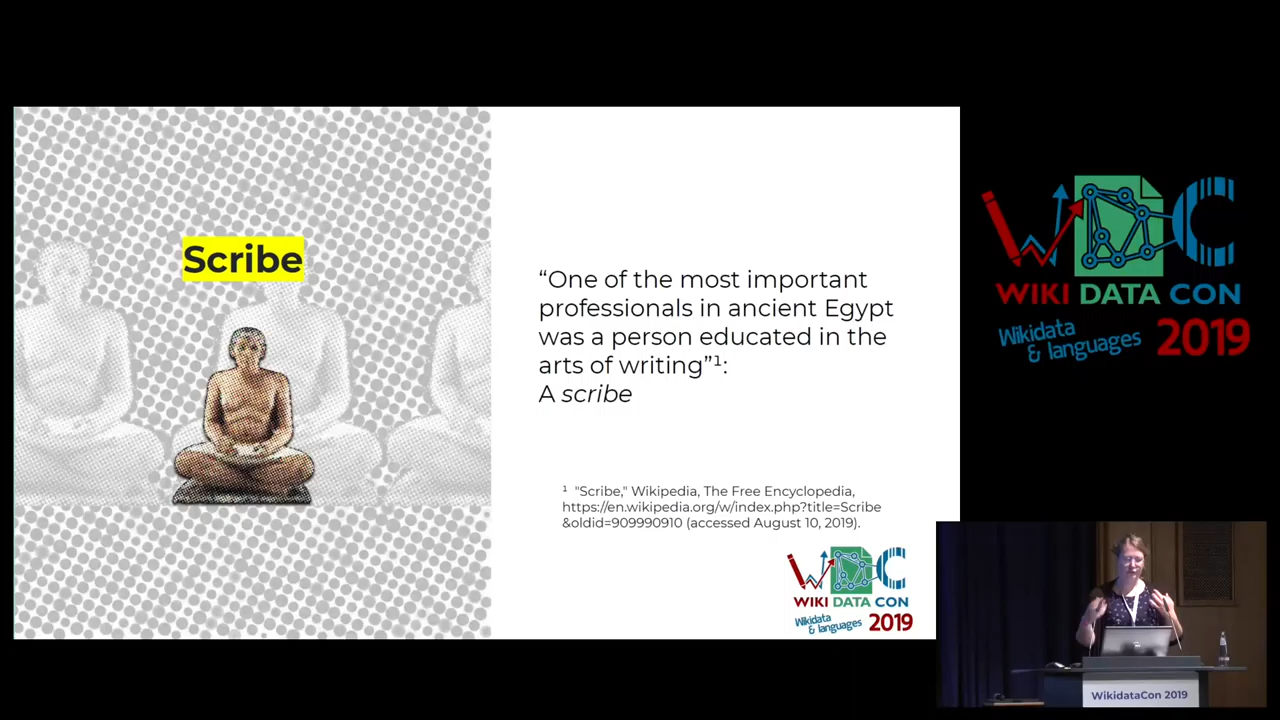 Scribe
“One of the most important
professionals in ancient Egypt
was a person educated in the
arts of writing”¹:
A scribe
¹ "Scribe," Wikipedia, The Free Encyclopedia,
https://en.wikipedia.org/w/index.php?title=Scribe
&oldid=909990910 (accessed August 10, 2019).
WDC
WIKI DATA CON
Wikidata
& languages 2019
WDC
WIKI DATA CON
Wikidata
& languages 2019
WikidataCon 2019